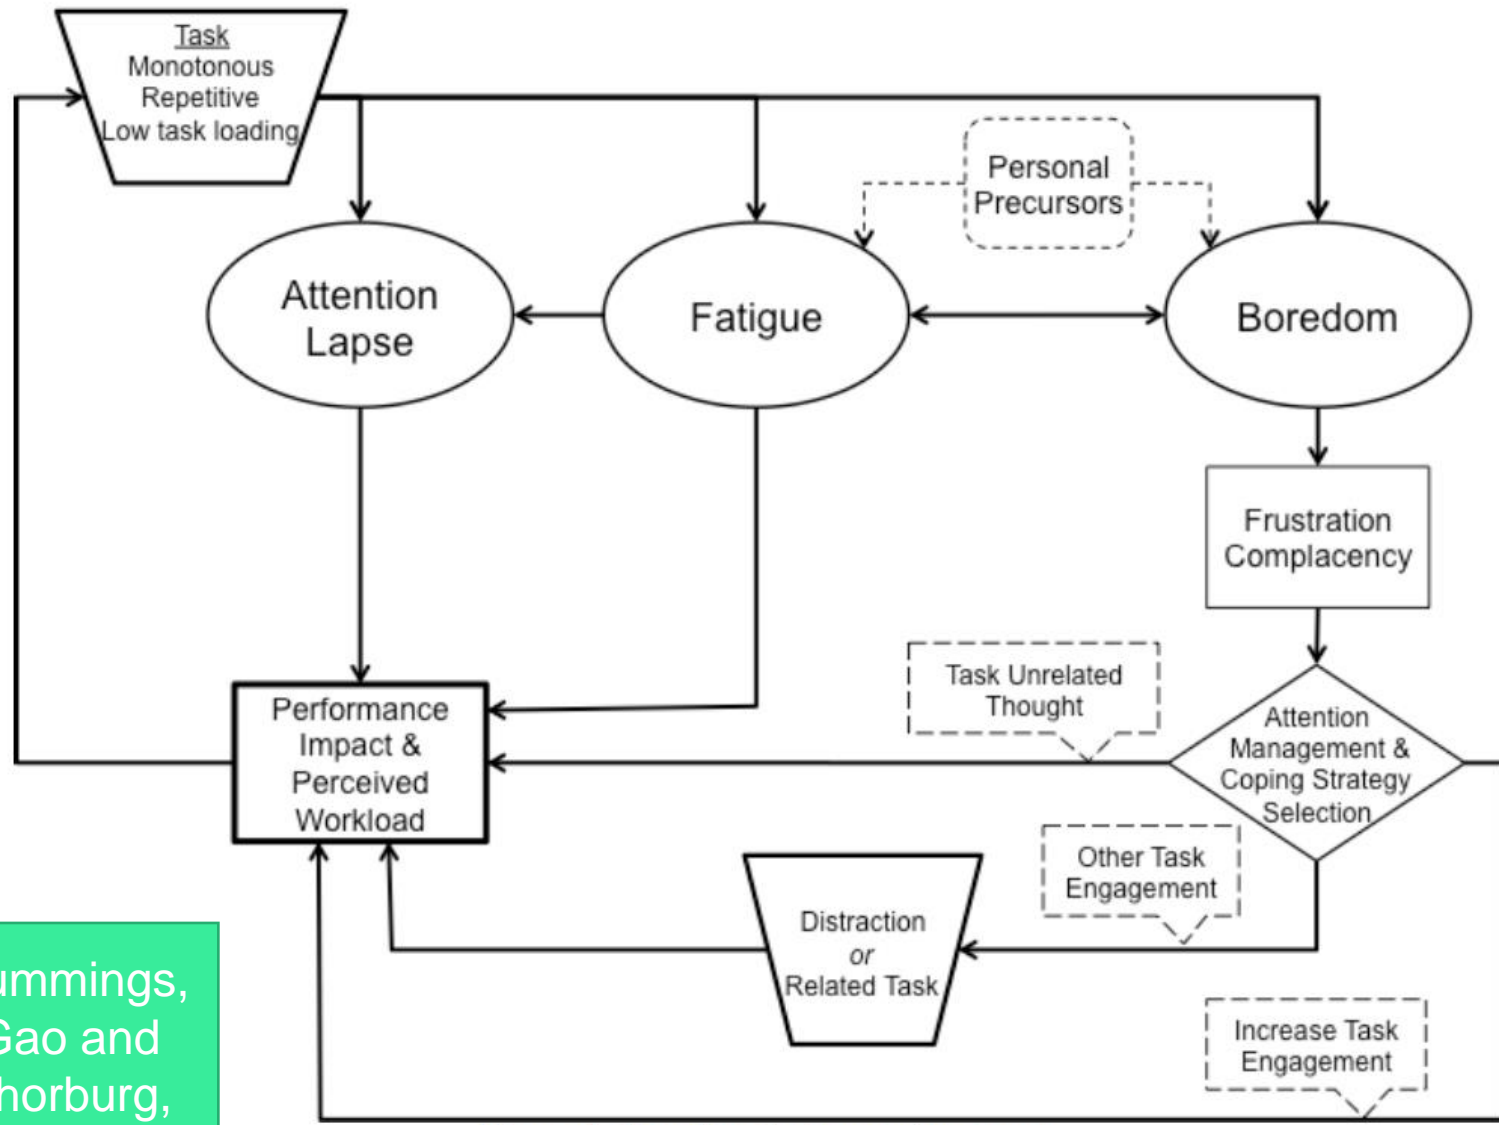 Task
Monotonous
Repetitive
Low task loading
Personal
Precursors
Attention
Lapse
Fatigue
Boredom
Frustration
Complacency
Task Unrelated
Thought
Attention
Management &
Coping Strategy
Selection
Performance
Impact &
Perceived
Workload
Other Task
Engagement
Distraction
or
Related Task
Increase Task
Engagement
ummings,
Gao and
horburg,